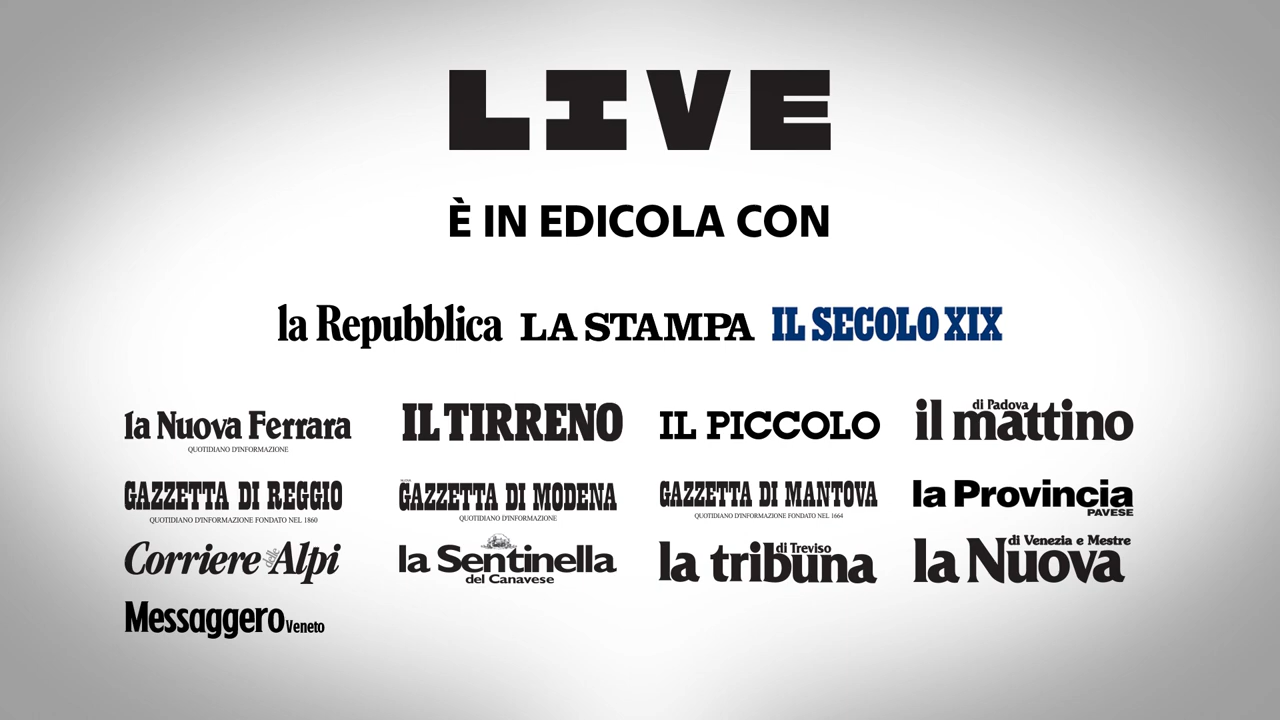 LIVE
È IN EDICOLA CON
la Repubblica LA STAMPA IL SECOLO XIX
la Nuova Ferrara
QUOTIDIANO D'INFORMAZIONE
IL TIRRENO
IL PICCOLO
di Padova
il mattino
GAZZETTA DI REGGIO
QUOTIDIANO D'INFORMAZIONE FONDATO NEL 1860
GAZZETTA DI MODENA
QUOTIDIANO D'INFORMAZIONE
GAZZETTA DI MANTOVA
QUOTIDIANO D'INFORMAZIONE FONDATO NEL 1664
la Provincia
PAVESE
Corriere delle Alpi
la Sentinella
del Canavese
di Treviso
la tribuna
di Venezia e Mestre
la Nuova
Messaggero Veneto